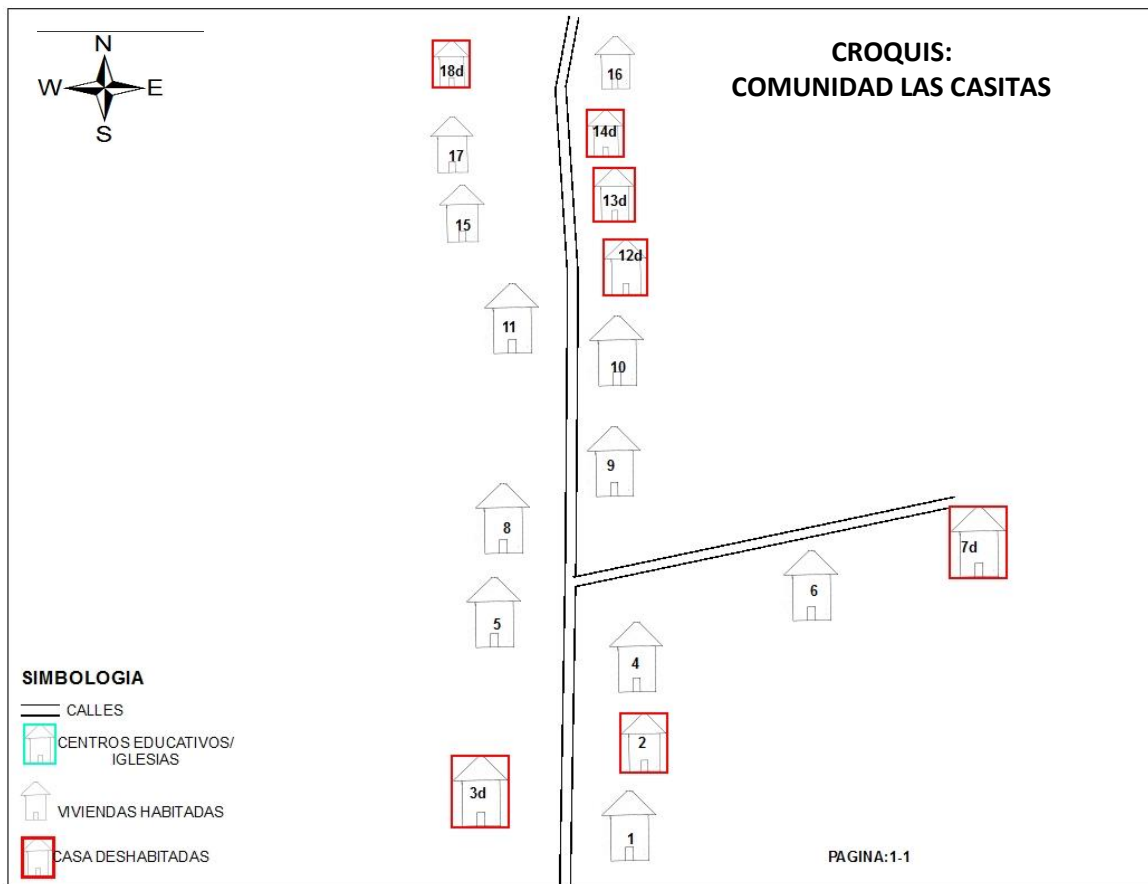 N
W E
S
CROQUIS:
COMUNIDAD LAS CASITAS
18d
16
14d
17
13d
15
12d
11
10
9
8
7d
6
5
4
2
3d
1
SIMBOLOGIA
CALLES
CENTROS EDUCATIVOS/
IGLESIAS
VIVIENDAS HABITADAS
CASA DESHABITADAS
PAGINA:1-1